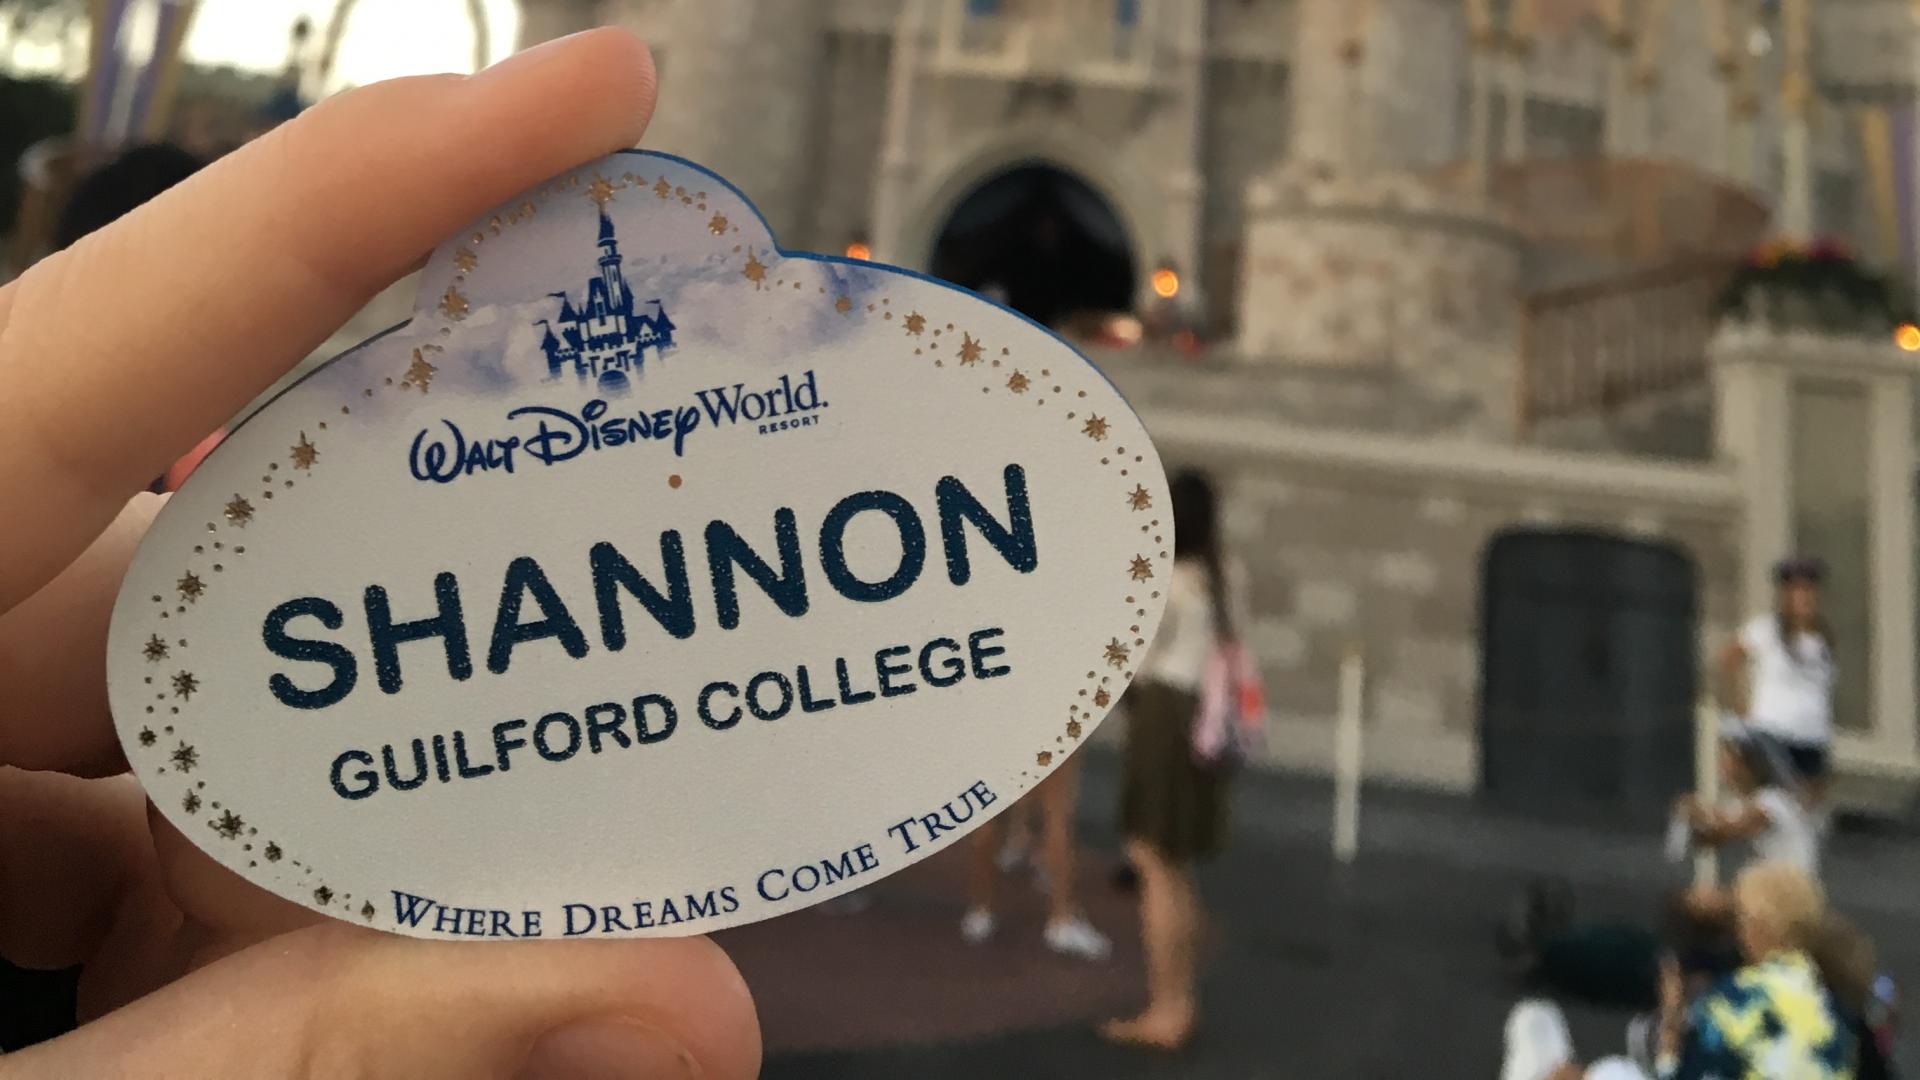 Walt Disney World.
RESORT
SHANNON
GUILFORD COLLEGE
WHERE DREAMS COME TRUE